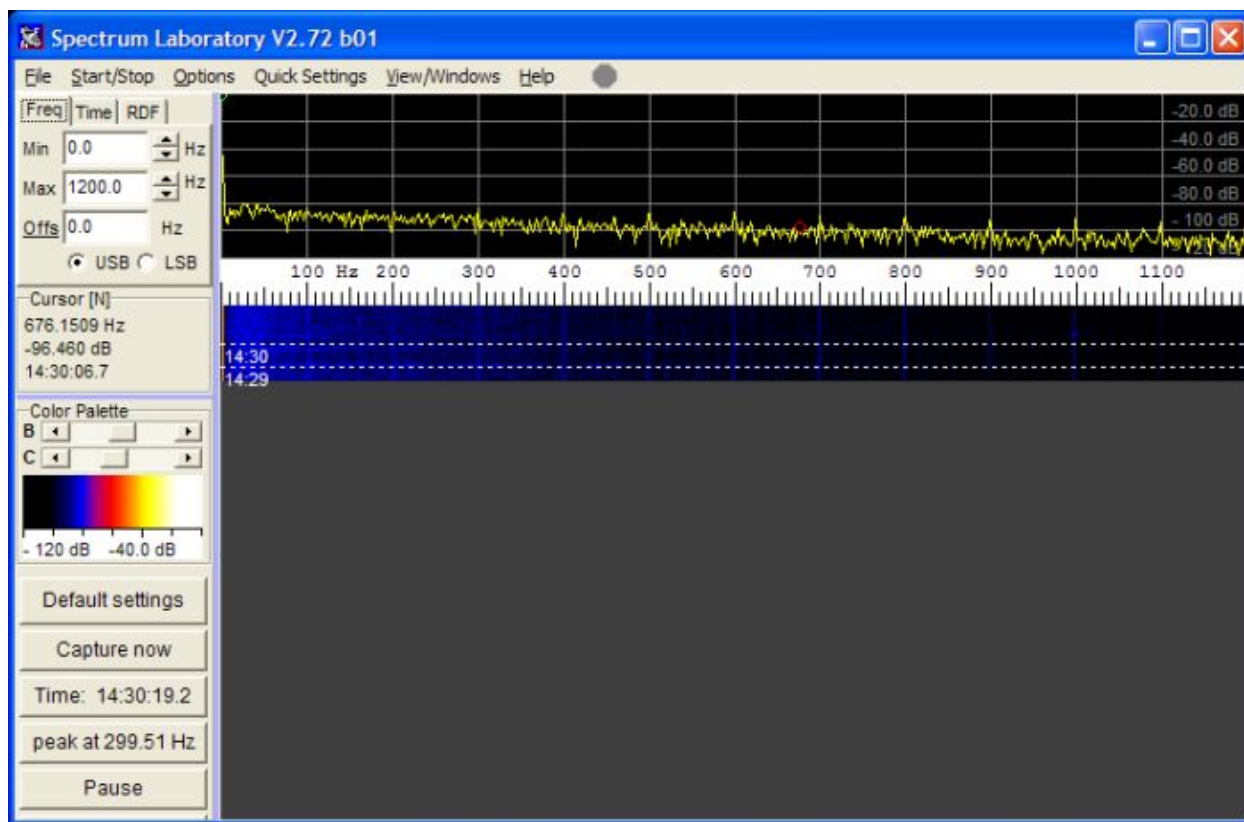 Spectrum Laboratory V2.72 b01
File Start/Stop Options Quick Settings View/Windows Help
Freq Time RDF
Min 0.0 Hz
Max 1200.0 Hz
Offs 0.0 Hz
USB LSB
Cursor [N]
676.1509 Hz
-96.460 dB
14:30:06.7
Color Palette
B
C
- 120 dB -40.0 dB
Default settings
Capture now
Time: 14:30:19.2
peak at 299.51 Hz
Pause
-20.0 dB
-40.0 dB
-60.0 dB
-80.0 dB
- 100 dB
100 Hz 200 300 400 500 600 700 800 900 1000 1100
14:30
14:29